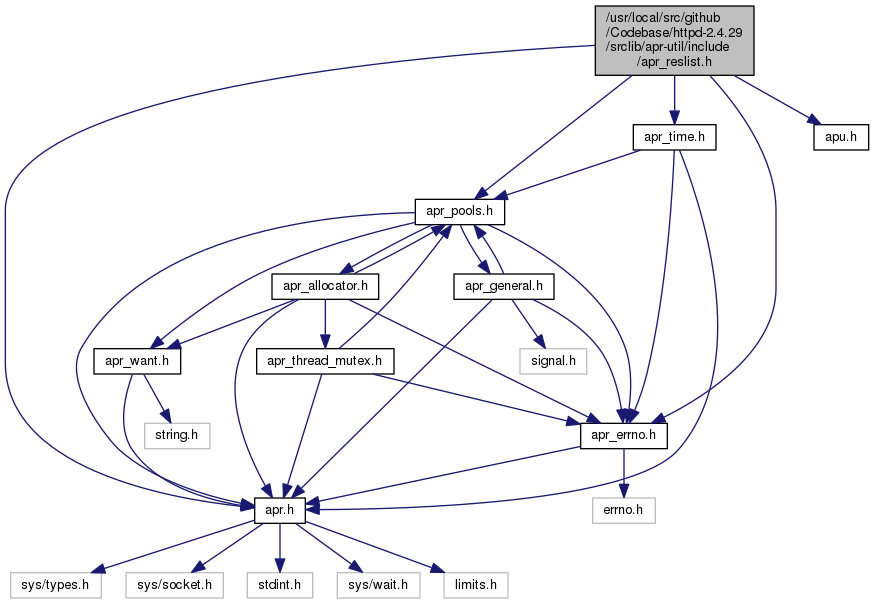 /usr/local/src/github
/Codebase/httpd-2.4.29
/srclib/apr-util/include
/apr_reslist.h
apr_time.h
apu.h
apr_pools.h
apr_allocator.h
apr_general.h
apr_want.h
apr_thread_mutex.h
signal.h
string.h
apr_errno.h
apr.h
errno.h
sys/types.h
sys/socket.h
stdint.h
sys/wait.h
limits.h